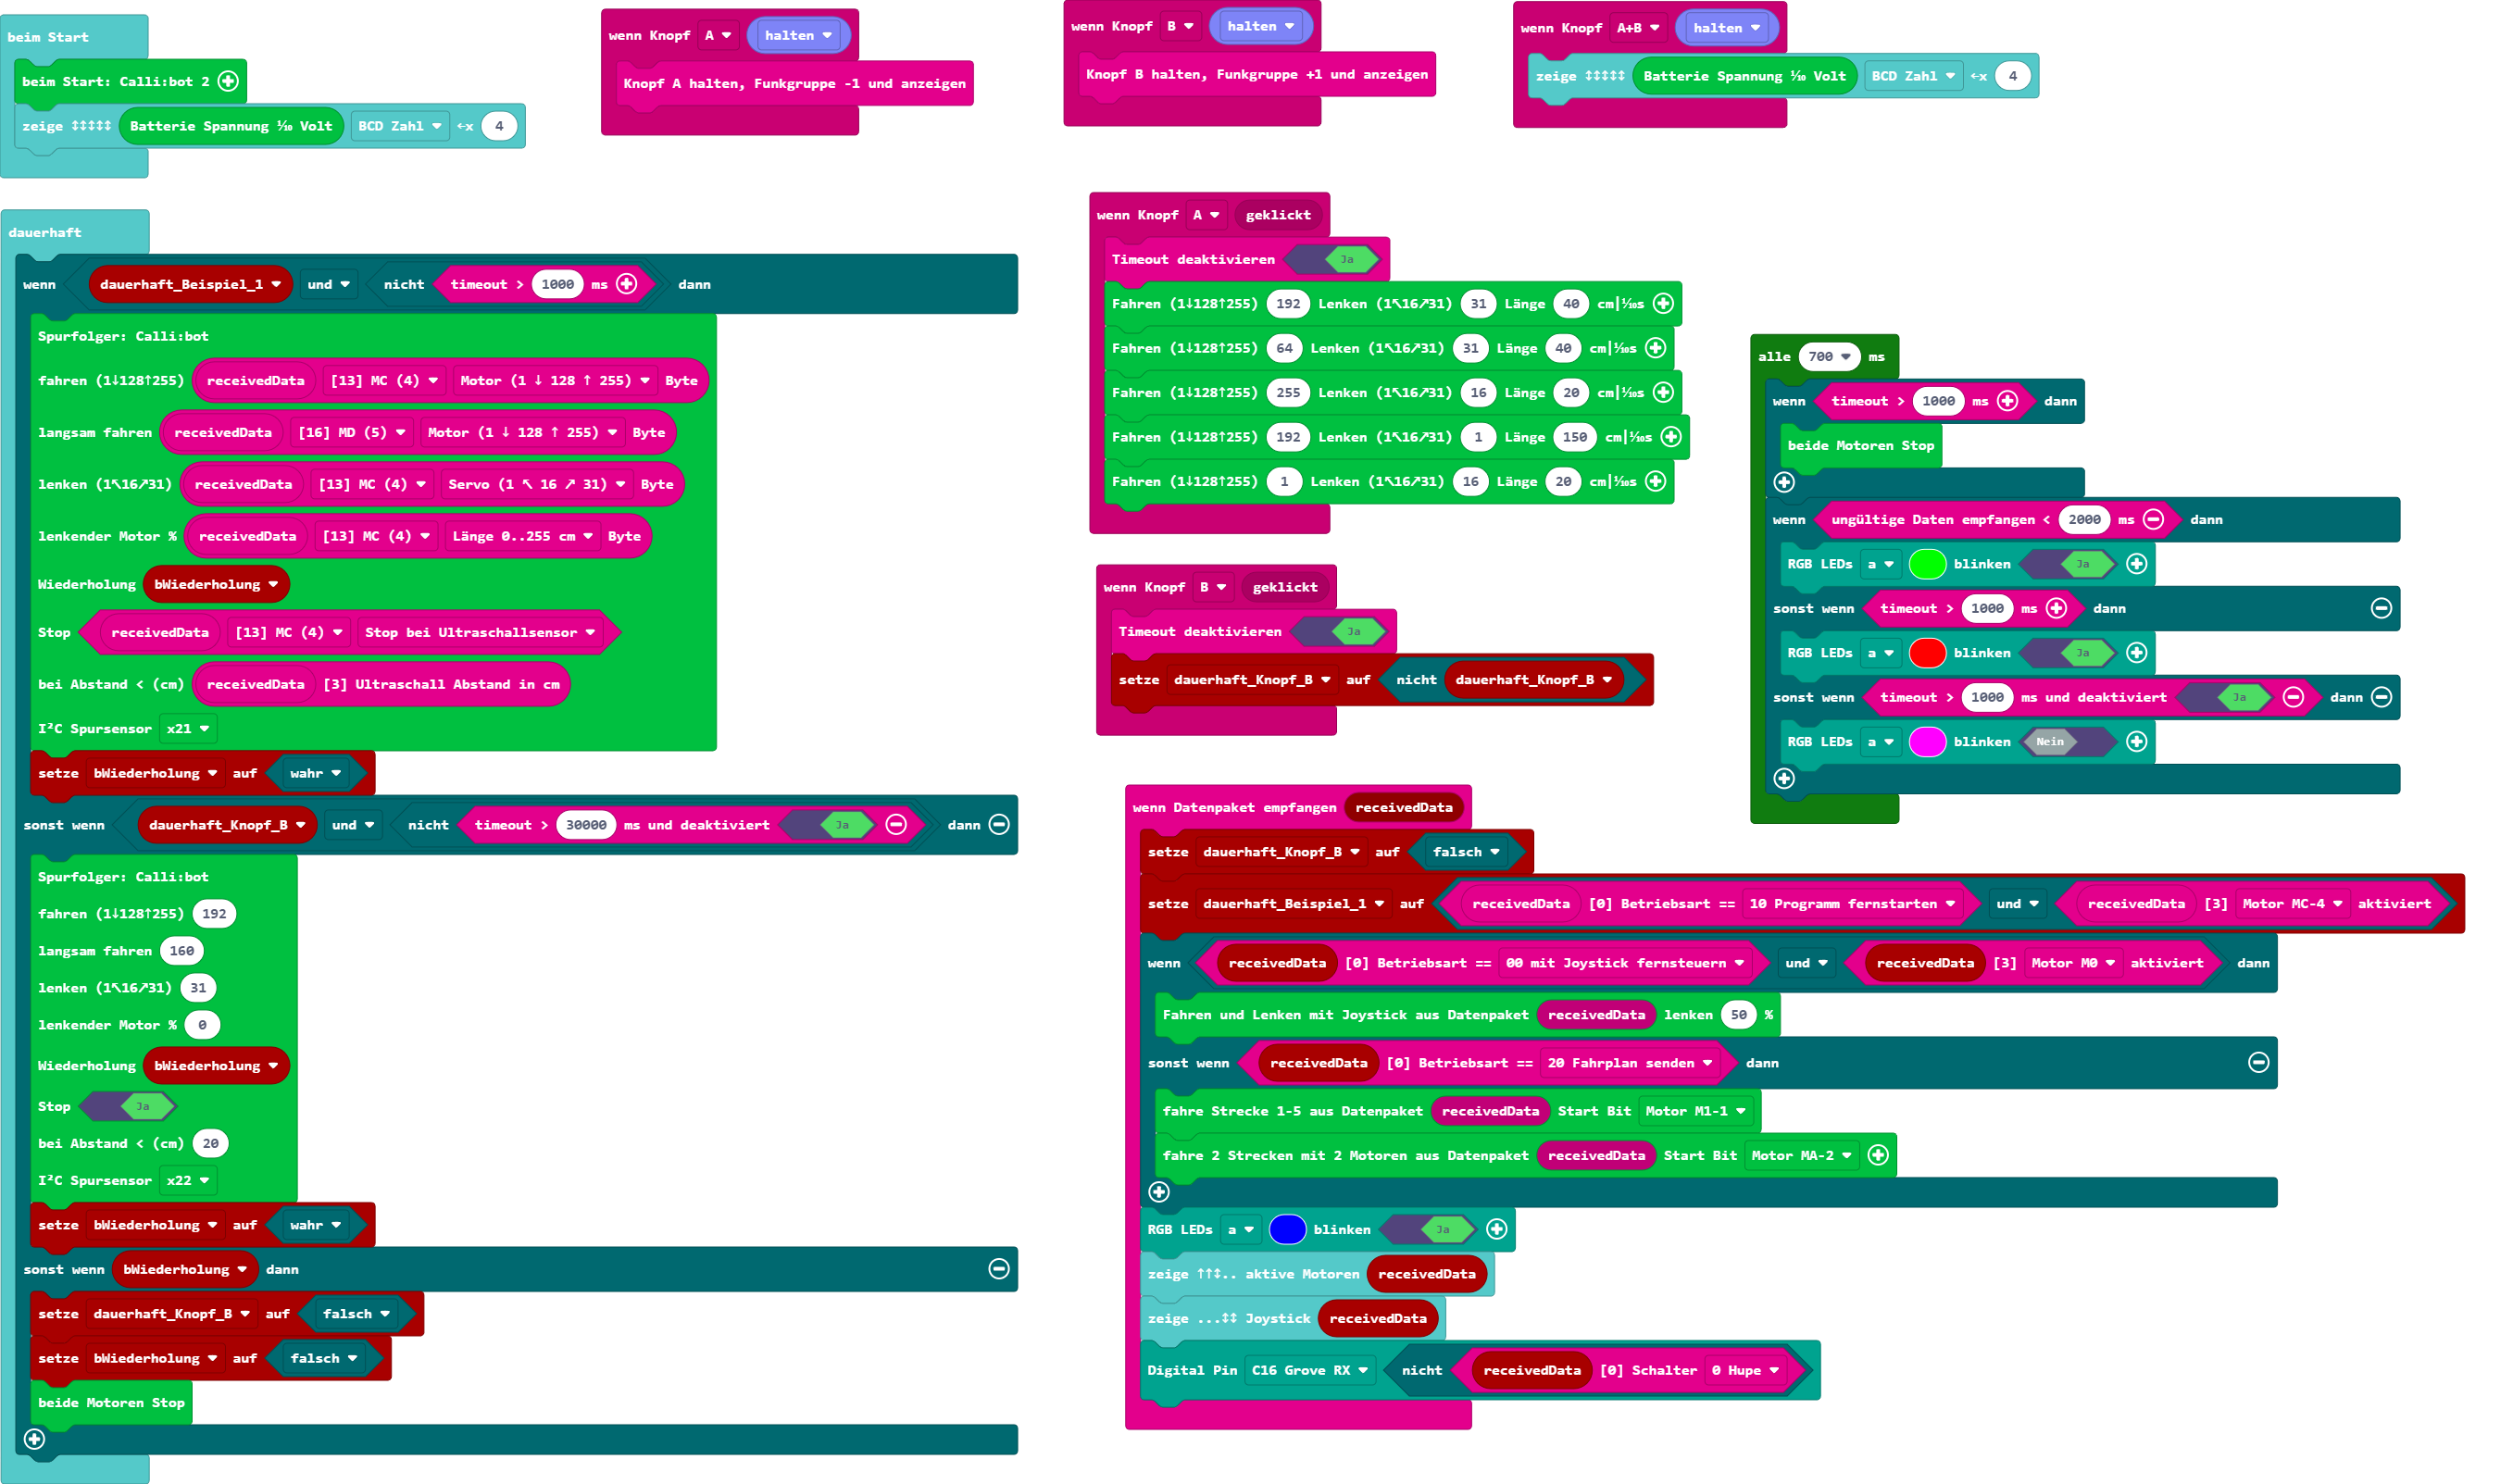 beim Start
beim Start: Calli:bot 2
zeige ↕↕↕↕↕ Batterie Spannung ⅒ Volt BCD Zahl ←x 4
wenn Knopf A halten
Knopf A halten, Funkgruppe -1 und anzeigen
wenn Knopf B halten
Knopf B halten, Funkgruppe +1 und anzeigen
wenn Knopf A+B halten
zeige ↕↕↕↕↕ Batterie Spannung ⅒ Volt BCD Zahl ←x 4
dauerhaft
wenn dauerhaft_Beispiel_1 und nicht timeout > 1000 ms dann
Spurfolger: Calli:bot
fahren (1↓128↑255) receivedData [13] MC (4) Motor (1 ↓ 128 ↑ 255) Byte
langsam fahren receivedData [16] MD (5) Motor (1 ↓ 128 ↑ 255) Byte
lenken (1↖16↗31) receivedData [13] MC (4) Servo (1 ↖ 16 ↗ 31) Byte
lenkender Motor % receivedData [13] MC (4) Länge 0..255 cm Byte
Wiederholung bWiederholung
Stop receivedData [13] MC (4) Stop bei Ultraschallsensor
bei Abstand < (cm) receivedData [3] Ultraschall Abstand in cm
I²C Spursensor x21
setze bWiederholung auf wahr
sonst wenn dauerhaft_Knopf_B und nicht timeout > 30000 ms und deaktiviert Ja dann
Spurfolger: Calli:bot
fahren (1↓128↑255) 192
langsam fahren 160
lenken (1↖16↗31) 31
lenkender Motor % 0
Wiederholung bWiederholung
Stop Ja
bei Abstand < (cm) 20
I²C Spursensor x22
setze bWiederholung auf wahr
sonst wenn bWiederholung dann
setze dauerhaft_Knopf_B auf falsch
setze bWiederholung auf falsch
beide Motoren Stop
wenn Knopf A geklickt
Timeout deaktivieren Ja
Fahren (1↓128↑255) 192 Lenken (1↖16↗31) 31 Länge 40 cm|⅒s
Fahren (1↓128↑255) 64 Lenken (1↖16↗31) 31 Länge 40 cm|⅒s
Fahren (1↓128↑255) 255 Lenken (1↖16↗31) 16 Länge 20 cm|⅒s
Fahren (1↓128↑255) 192 Lenken (1↖16↗31) 1 Länge 150 cm|⅒s
Fahren (1↓128↑255) 1 Lenken (1↖16↗31) 16 Länge 20 cm|⅒s
wenn Knopf B geklickt
Timeout deaktivieren Ja
setze dauerhaft_Knopf_B auf nicht dauerhaft_Knopf_B
alle 700 ms
wenn timeout > 1000 ms dann
beide Motoren Stop
wenn ungültige Daten empfangen < 2000 ms dann
RGB LEDs a blinken Ja
sonst wenn timeout > 1000 ms dann
RGB LEDs a blinken Ja
sonst wenn timeout > 1000 ms und deaktiviert Ja dann
RGB LEDs a blinken Nein
wenn Datenpaket empfangen receivedData
setze dauerhaft_Knopf_B auf falsch
setze dauerhaft_Beispiel_1 auf receivedData [0] Betriebsart == 10 Programm fernstarten und receivedData [3] Motor MC-4 aktiviert
wenn receivedData [0] Betriebsart == 00 mit Joystick fernsteuern und receivedData [3] Motor M0 aktiviert dann
Fahren und Lenken mit Joystick aus Datenpaket receivedData lenken 50 %
sonst wenn receivedData [0] Betriebsart == 20 Fahrplan senden dann
fahre Strecke 1-5 aus Datenpaket receivedData Start Bit Motor M1-1
fahre 2 Strecken mit 2 Motoren aus Datenpaket receivedData Start Bit Motor MA-2
RGB LEDs a blinken Ja
zeige ↑↑↕.. aktive Motoren receivedData
zeige ...↕↕ Joystick receivedData
Digital Pin C16 Grove RX nicht receivedData [0] Schalter 0 Hupe